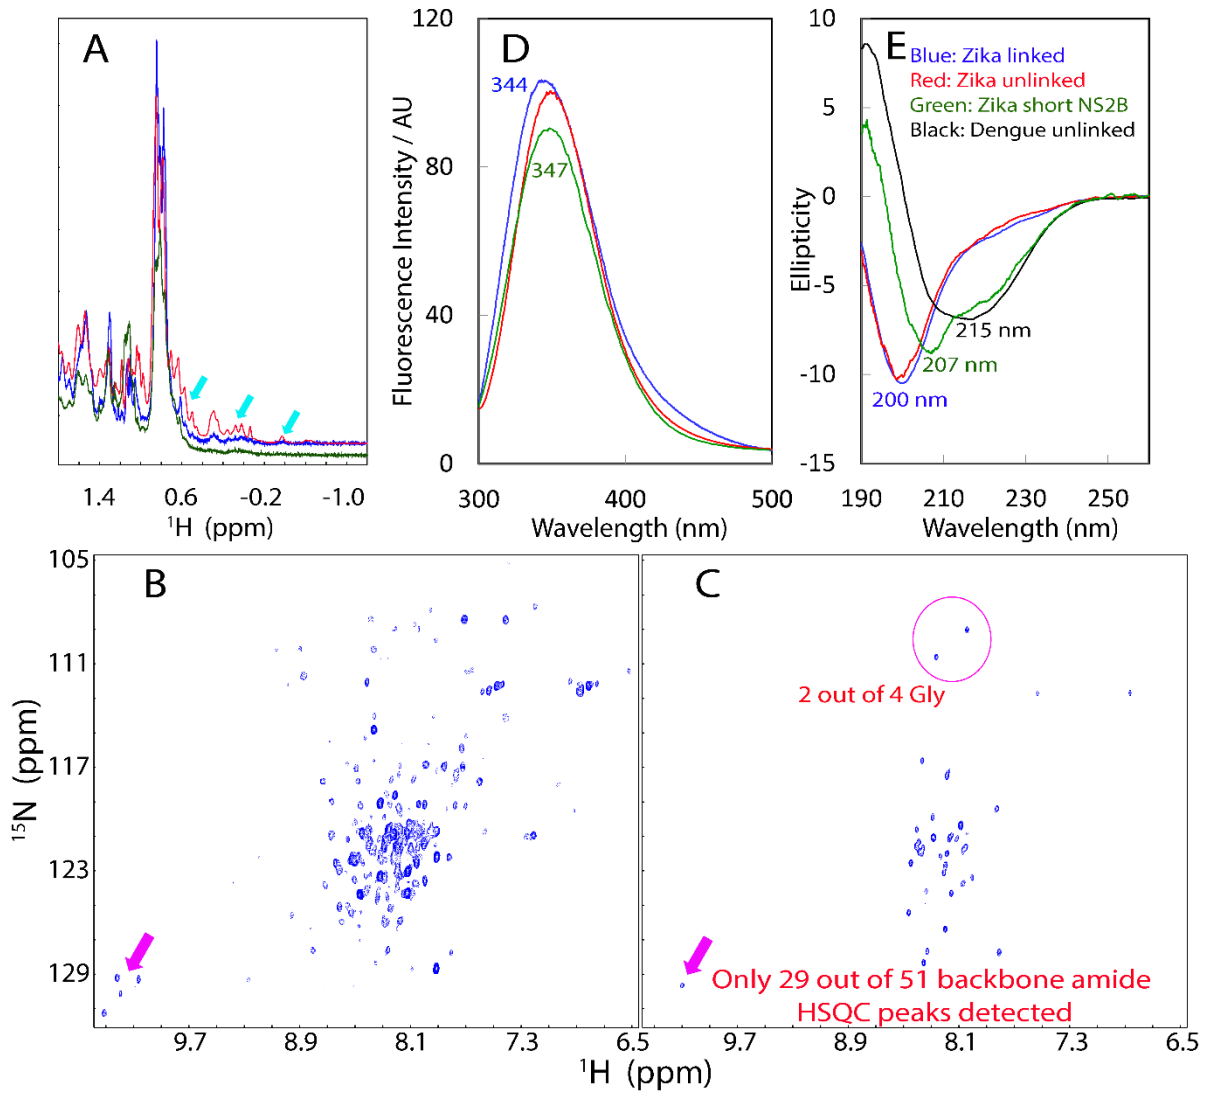 A
1.4 0.6 -0.2 -1.0
¹H (ppm)
D
120
80
40
0
344
347
Fluorescence Intensity / AU
300 400 500
Wavelength (nm)
E
10
5
0
-5
-10
-15
Ellipticity
Blue: Zika linked
Red: Zika unlinked
Green: Zika short NS2B
Black: Dengue unlinked
215 nm
207 nm
200 nm
190 210 230 250
Wavelength (nm)
B
105
111
117
123
129
¹⁵N (ppm)
9.7 8.9 8.1 7.3 6.5
C
2 out of 4 Gly
Only 29 out of 51 backbone amide
HSQC peaks detected
9.7 8.9 8.1 7.3 6.5
¹H (ppm)